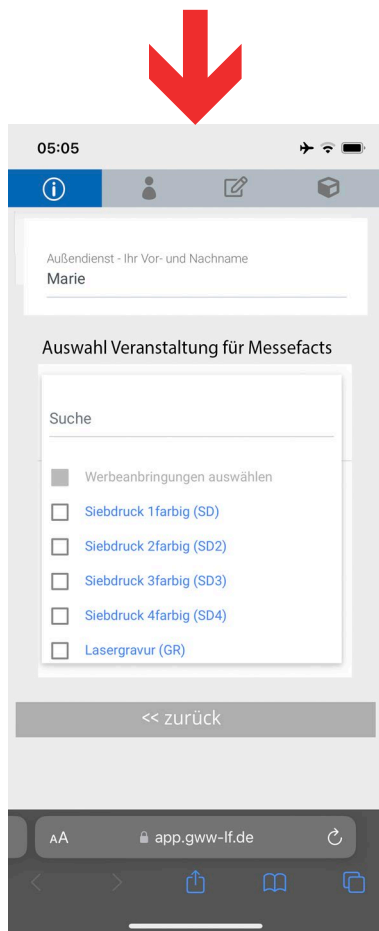 05:05
Außendienst - Ihr Vor- und Nachname
Marie
Auswahl Veranstaltung für Messefacts
Suche
Werbeanbringungen auswählen
Siebdruck 1farbig (SD)
Siebdruck 2farbig (SD2)
Siebdruck 3farbig (SD3)
Siebdruck 4farbig (SD4)
Lasergravur (GR)
<< zurück
AA app.gww-lf.de